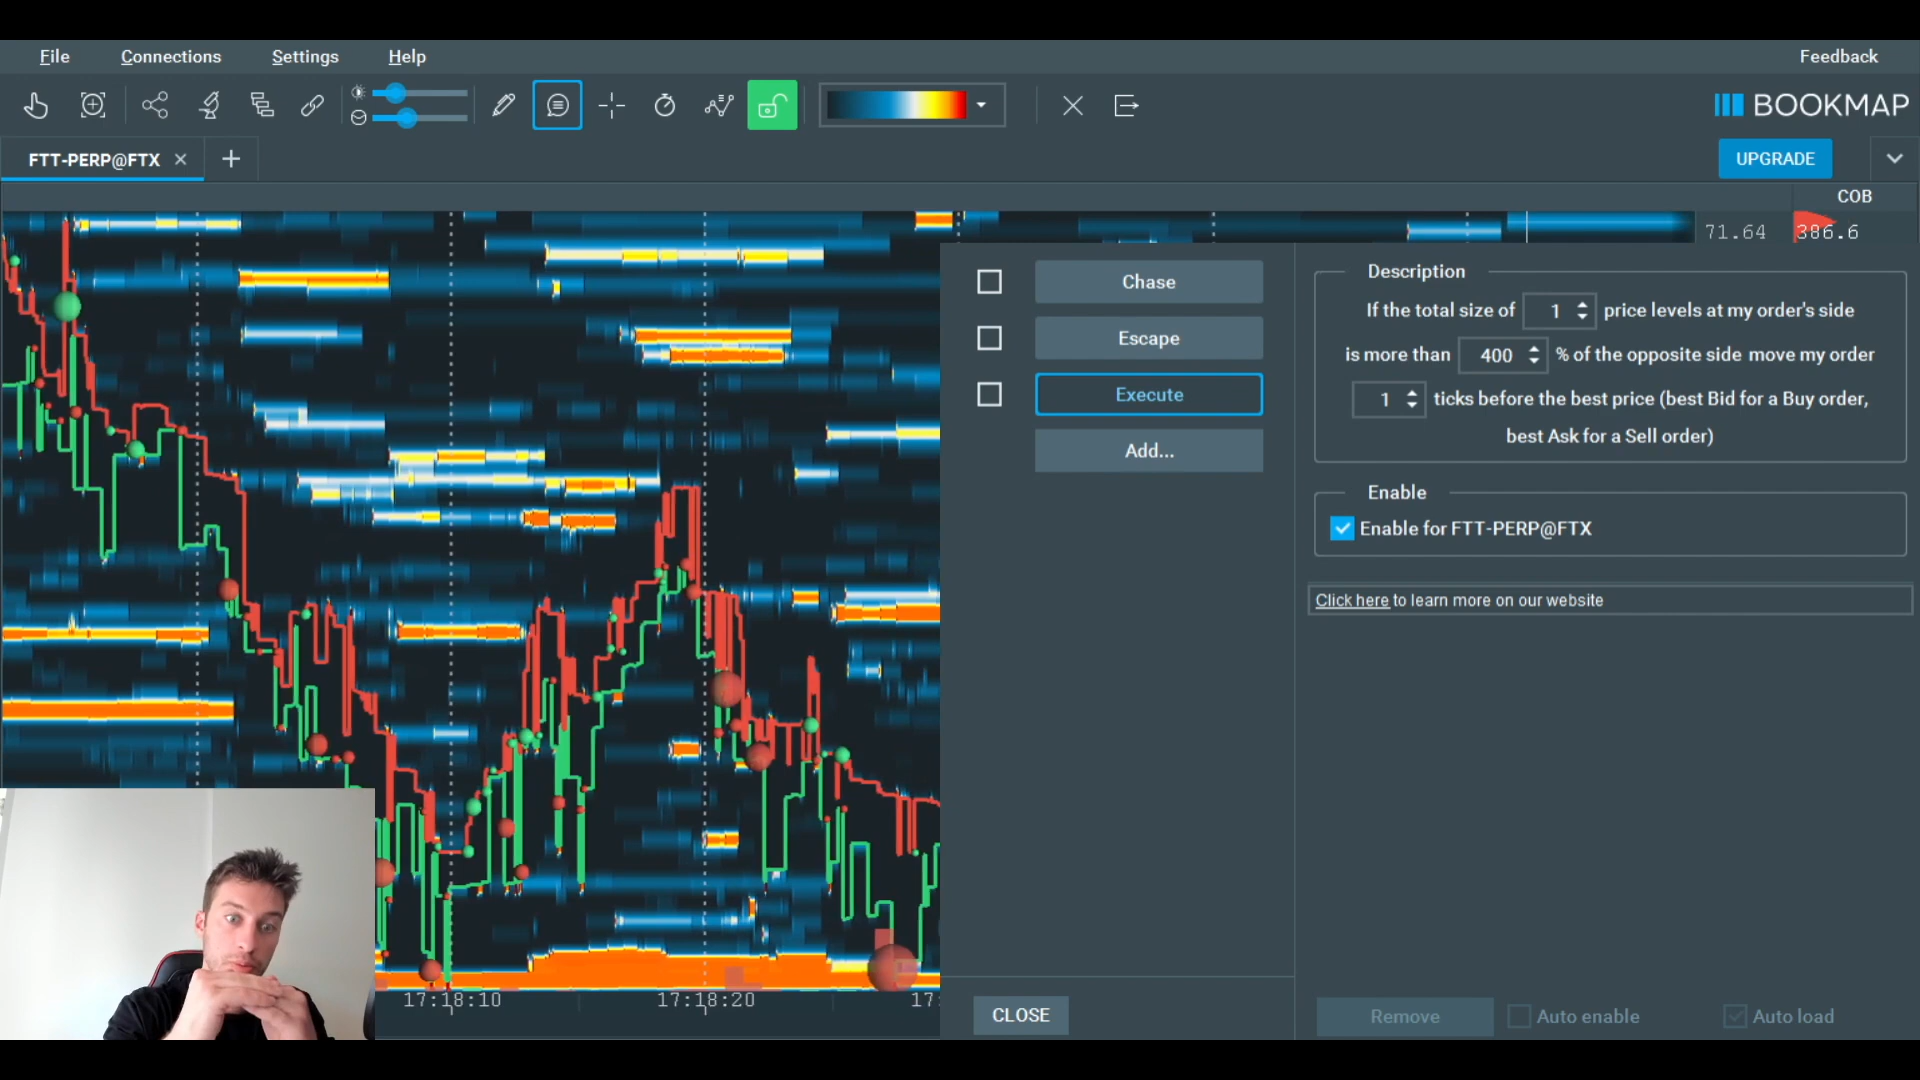 File Connections Settings Help Feedback
BOOKMAP
FTT-PERP@FTX
UPGRADE
COB
71.64 386.6
Chase
Escape
Execute
Add...
CLOSE
Description
If the total size of 1 price levels at my order's side
is more than 400 % of the opposite side move my order
1 ticks before the best price (best Bid for a Buy order,
best Ask for a Sell order)
Enable
Enable for FTT-PERP@FTX
Click here to learn more on our website
Remove Auto enable Auto load
17:18:10 17:18:20